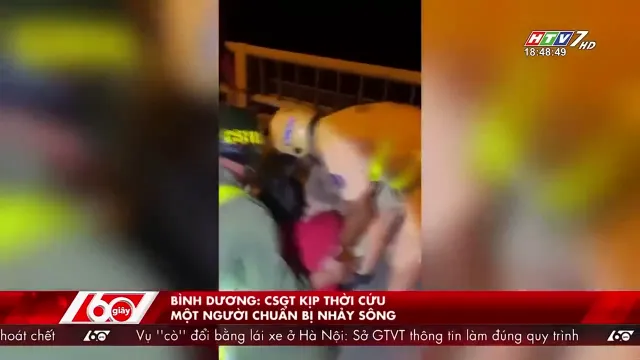 HTV7 HD
18:48:49
CSGT
60 giây
BÌNH DƯƠNG: CSGT KỊP THỜI CỨU
MỘT NGƯỜI CHUẨN BỊ NHẢY SÔNG
hoát chết 60 Vụ ''cò'' đổi bằng lái xe ở Hà Nội: Sở GTVT thông tin làm đúng quy trình 60